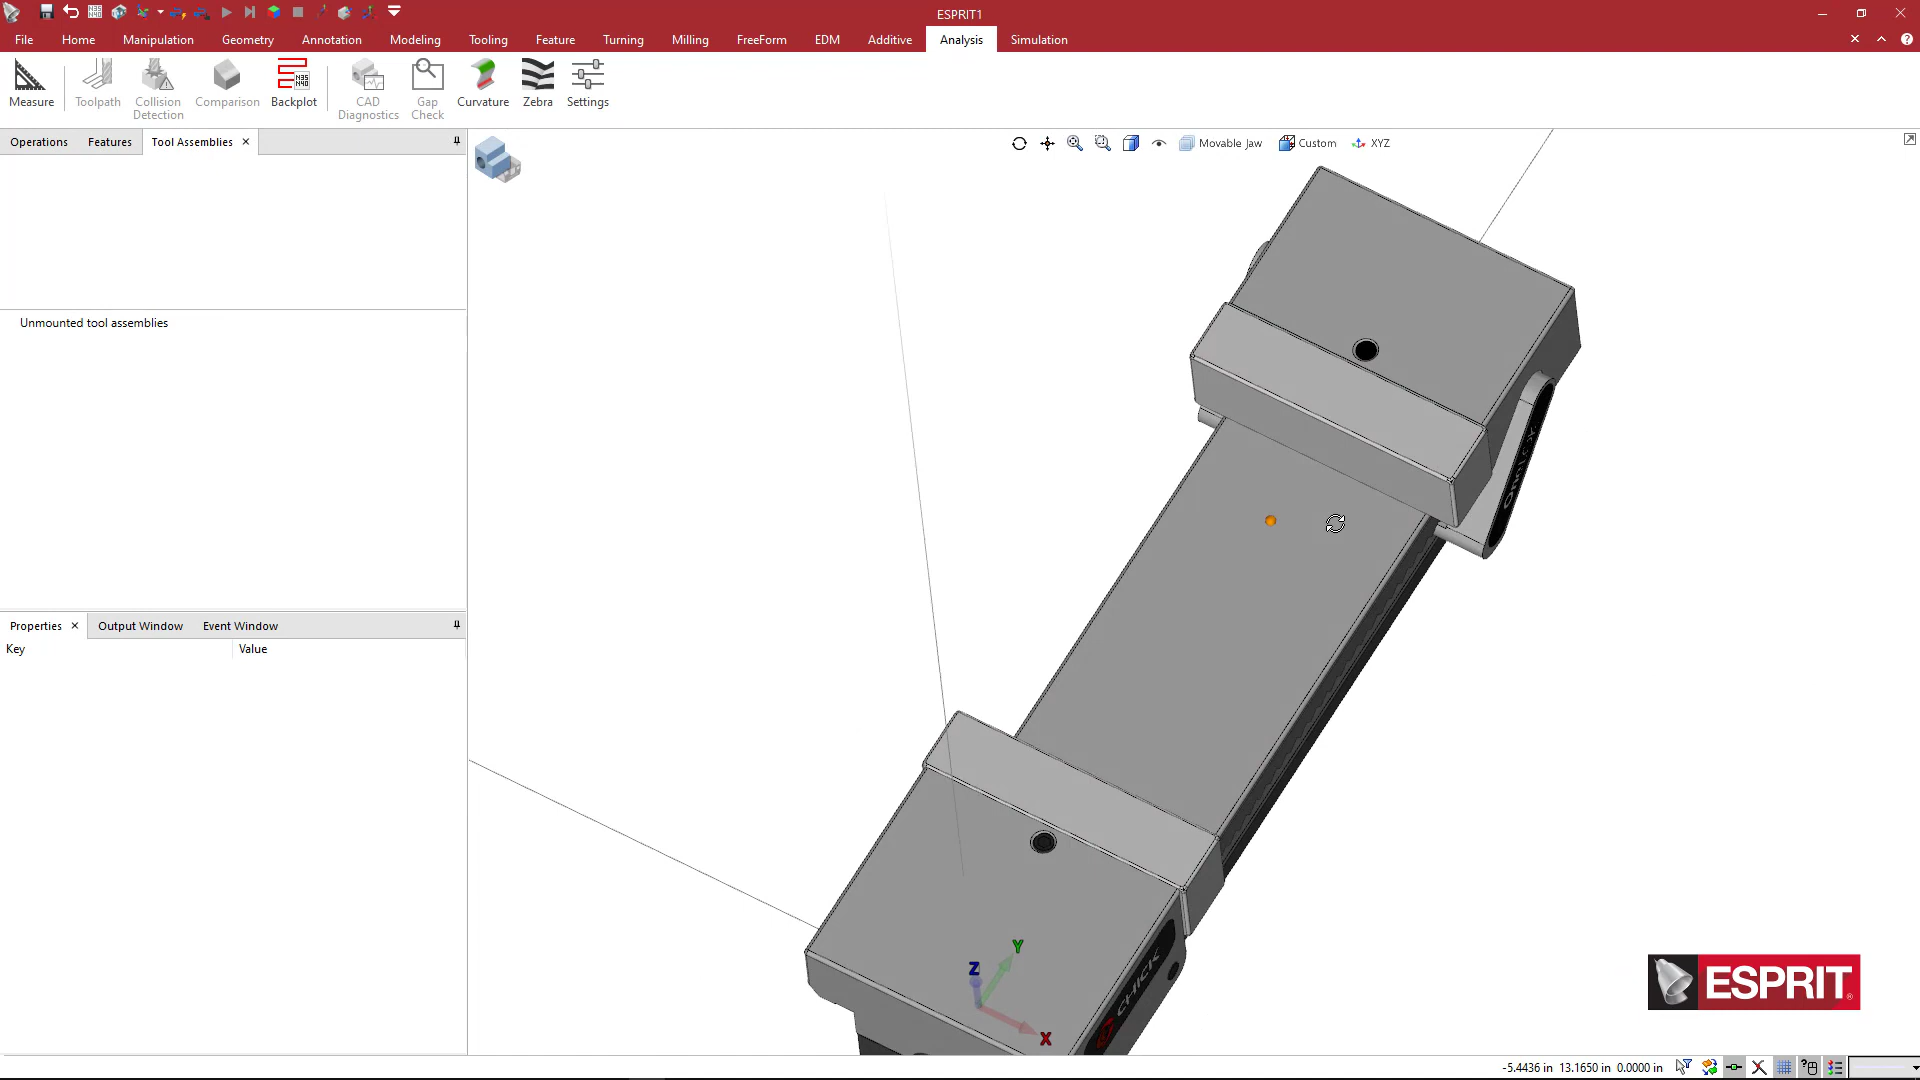 ESPRIT1
File Home Manipulation Geometry Annotation Modeling Tooling Feature Turning Milling FreeForm EDM Additive Analysis Simulation
Measure Toolpath Collision Detection Comparison Backplot CAD Diagnostics Gap Check Curvature Zebra Settings
Operations Features Tool Assemblies
Movable Jaw Custom XYZ
Unmounted tool assemblies
Properties Output Window Event Window
Key Value
CHICK
Z Y X
ESPRIT
-5.4436 in 13.1650 in 0.0000 in